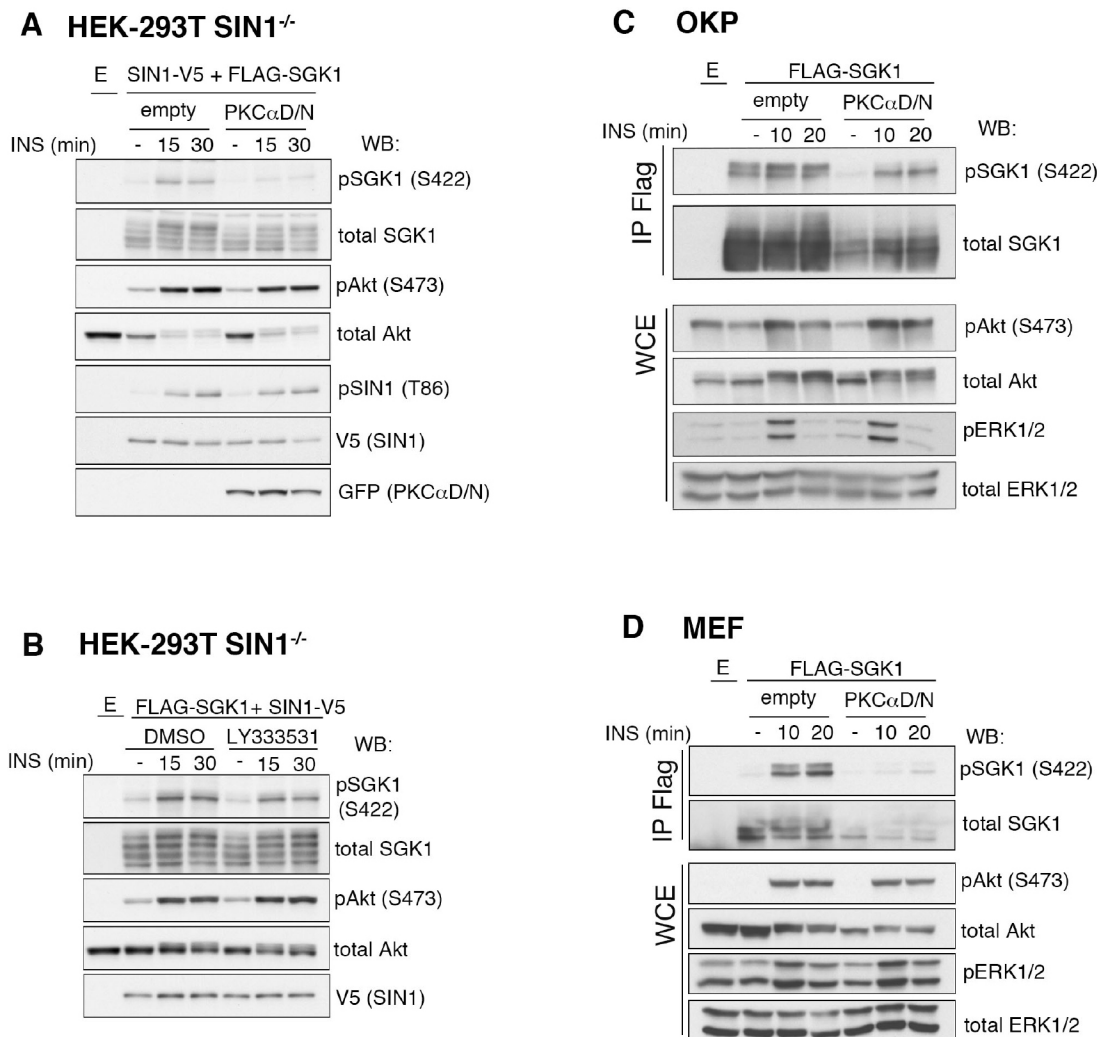 A HEK-293T SIN1-/-
E SIN1-V5 + FLAG-SGK1
empty PKCαD/N
INS (min) - 15 30 - 15 30 WB:
pSGK1 (S422)
total SGK1
pAkt (S473)
total Akt
pSIN1 (T86)
V5 (SIN1)
GFP (PKCαD/N)
B HEK-293T SIN1-/-
E FLAG-SGK1+ SIN1-V5
DMSO LY333531 WB:
INS (min) - 15 30 - 15 30
pSGK1
(S422)
total SGK1
pAkt (S473)
total Akt
V5 (SIN1)
C OKP
E FLAG-SGK1
empty PKCαD/N
INS (min) - 10 20 - 10 20 WB:
IP Flag
pSGK1 (S422)
total SGK1
WCE
pAkt (S473)
total Akt
pERK1/2
total ERK1/2
D MEF
E FLAG-SGK1
empty PKCαD/N
INS (min) - 10 20 - 10 20 WB:
IP Flag
pSGK1 (S422)
total SGK1
WCE
pAkt (S473)
total Akt
pERK1/2
total ERK1/2